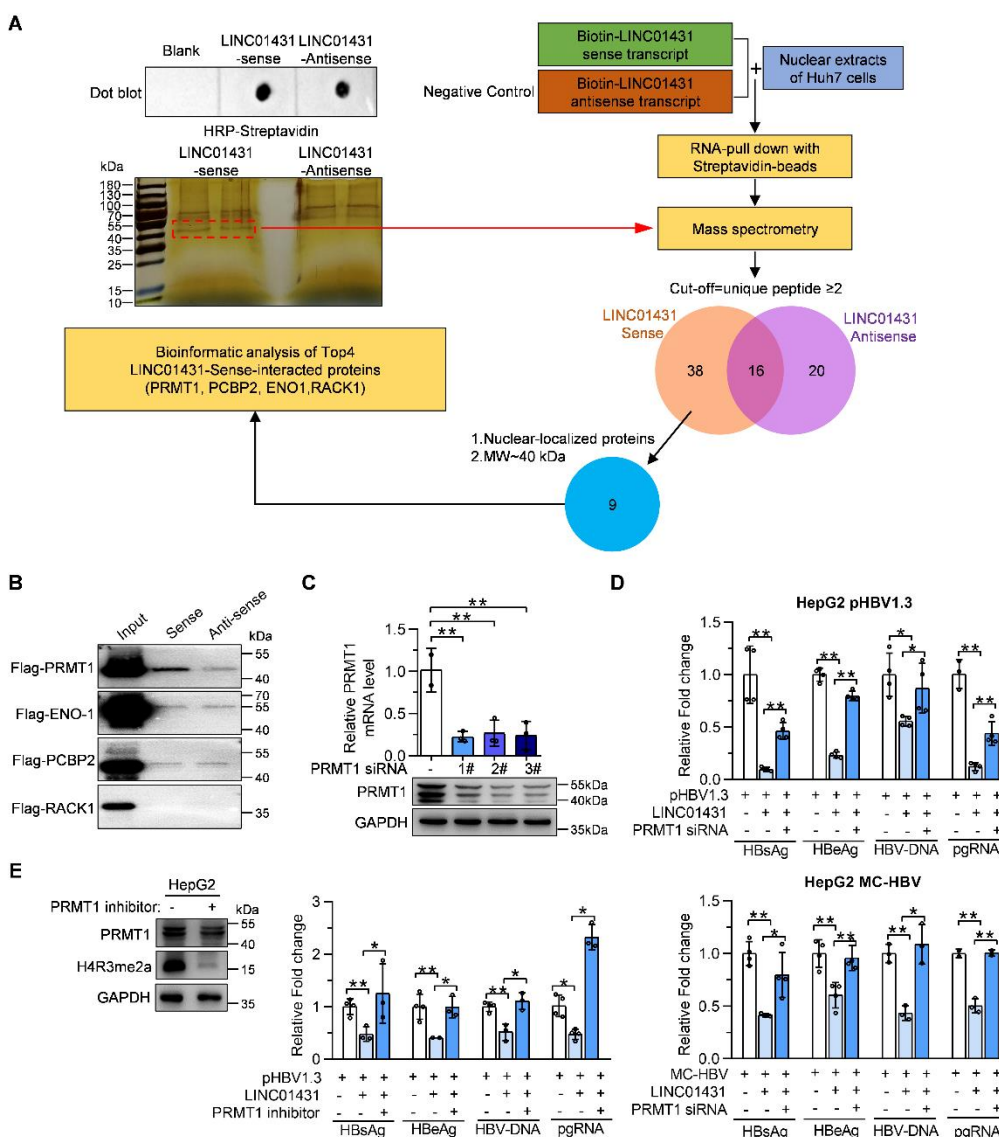 A
Blank
LINC01431
-sense
LINC01431
-Antisense
Dot blot
HRP-Streptavidin
LINC01431
-sense
LINC01431
-Antisense
kDa
180
130
100
70
55
40
35
25
15
10
Negative Control
Biotin-LINC01431
sense transcript
Biotin-LINC01431
antisense transcript
+
Nuclear extracts
of Huh7 cells
RNA-pull down with
Streptavidin-beads
Mass spectrometry
Cut-off=unique peptide ≥2
LINC01431
Sense
LINC01431
Antisense
38 16 20
1.Nuclear-localized proteins
2.MW~40 kDa
9
Bioinformatic analysis of Top4
LINC01431-Sense-interacted proteins
(PRMT1, PCBP2, ENO1,RACK1)
B
Input Sense Anti-sense
kDa
Flag-PRMT1
55
40
Flag-ENO-1
70
55
40
Flag-PCBP2
55
40
Flag-RACK1
35
C
Relative PRMT1
mRNA level
1.5
1.0
0.5
0.0
** ** **
PRMT1 siRNA - 1# 2# 3#
PRMT1
55kDa
40kDa
GAPDH
35kDa
D
HepG2 pHBV1.3
Relative Fold change
1.5
1.0
0.5
0.0
** ** ** ** * * ** **
pHBV1.3 + + + + + + + + + + + +
LINC01431 - + + - + + - + + - + +
PRMT1 siRNA - - + - - + - - + - - +
HBsAg HBeAg HBV-DNA pgRNA
HepG2 MC-HBV
Relative Fold change
1.5
1.0
0.5
0.0
** * ** ** ** * ** **
MC-HBV + + + + + + + + + + + +
LINC01431 - + + - + + - + + - + +
PRMT1 siRNA - - + - - + - - + - - +
HBsAg HBeAg HBV-DNA pgRNA
E
HepG2
PRMT1 inhibitor: - +
kDa
PRMT1
55
40
H4R3me2a
15
GAPDH
35
Relative Fold change
3
2
1
0
** * ** * ** * * *
pHBV1.3 + + + + + + + + + + + +
LINC01431 - + + - + + - + + - + +
PRMT1 inhibitor - - + - - + - - + - - +
HBsAg HBeAg HBV-DNA pgRNA